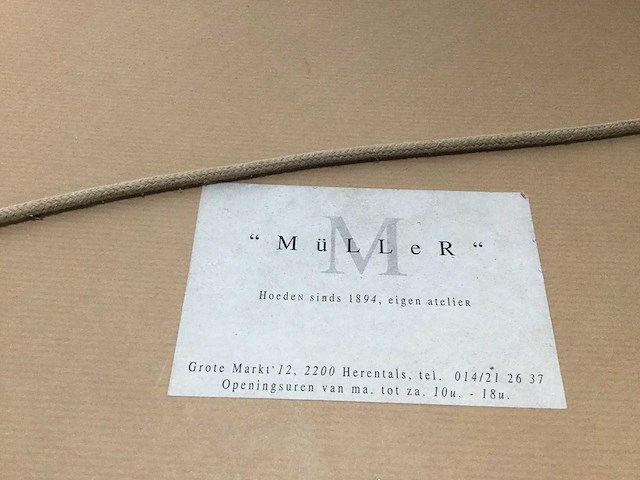 “ MüLLeR “
M
HoedeN sinds 1894, eigen atelieR
Grote Markt 12, 2200 Herentals, tel. 014/21 26 37
Openingsuren van ma. tot za. 10u. - 18u.